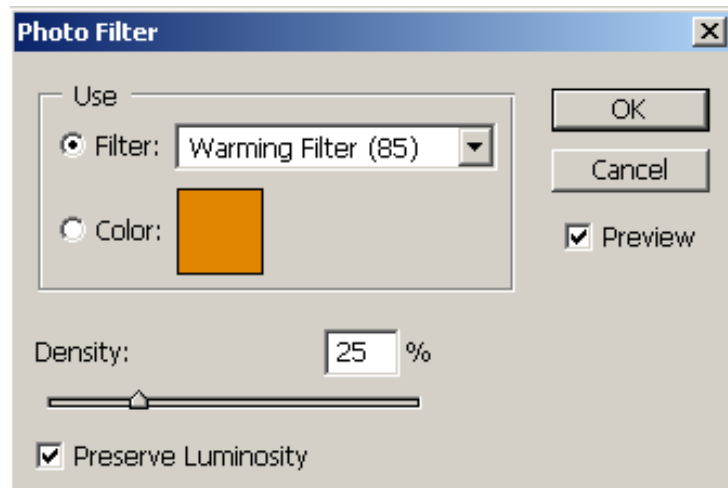 Photo Filter
Use
Filter: Warming Filter (85)
Color:
OK
Cancel
Preview
Density: 25 %
Preserve Luminosity